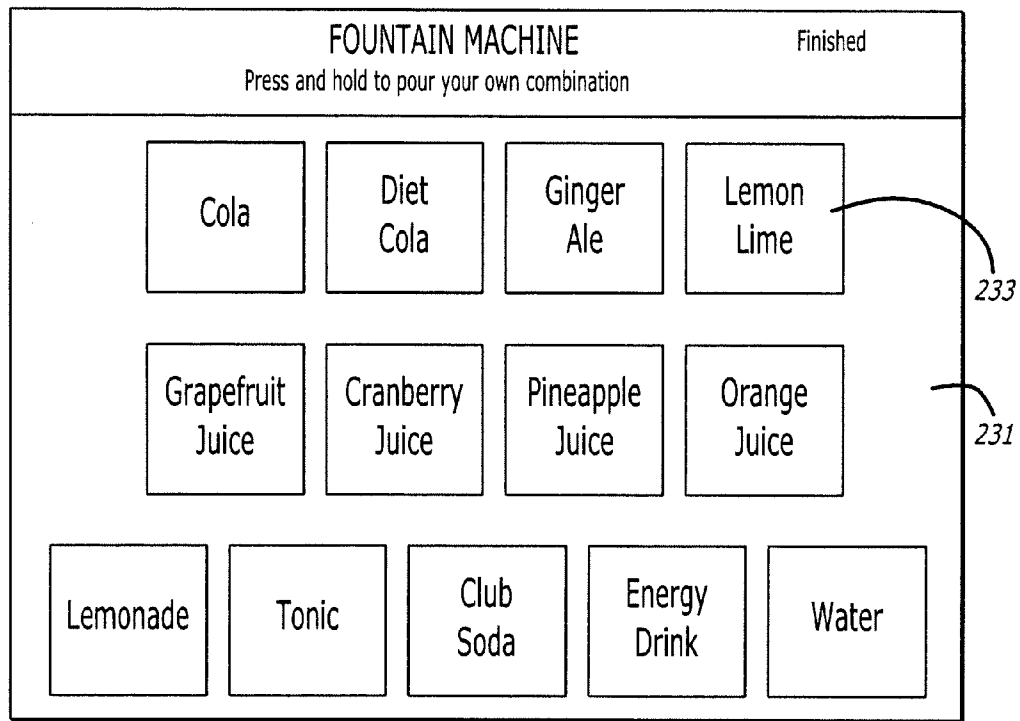 FOUNTAIN MACHINE
Finished
Press and hold to pour your own combination
Cola
Diet
Cola
Ginger
Ale
Lemon
Lime
233
Grapefruit
Juice
Cranberry
Juice
Pineapple
Juice
Orange
Juice
231
Lemonade
Tonic
Club
Soda
Energy
Drink
Water